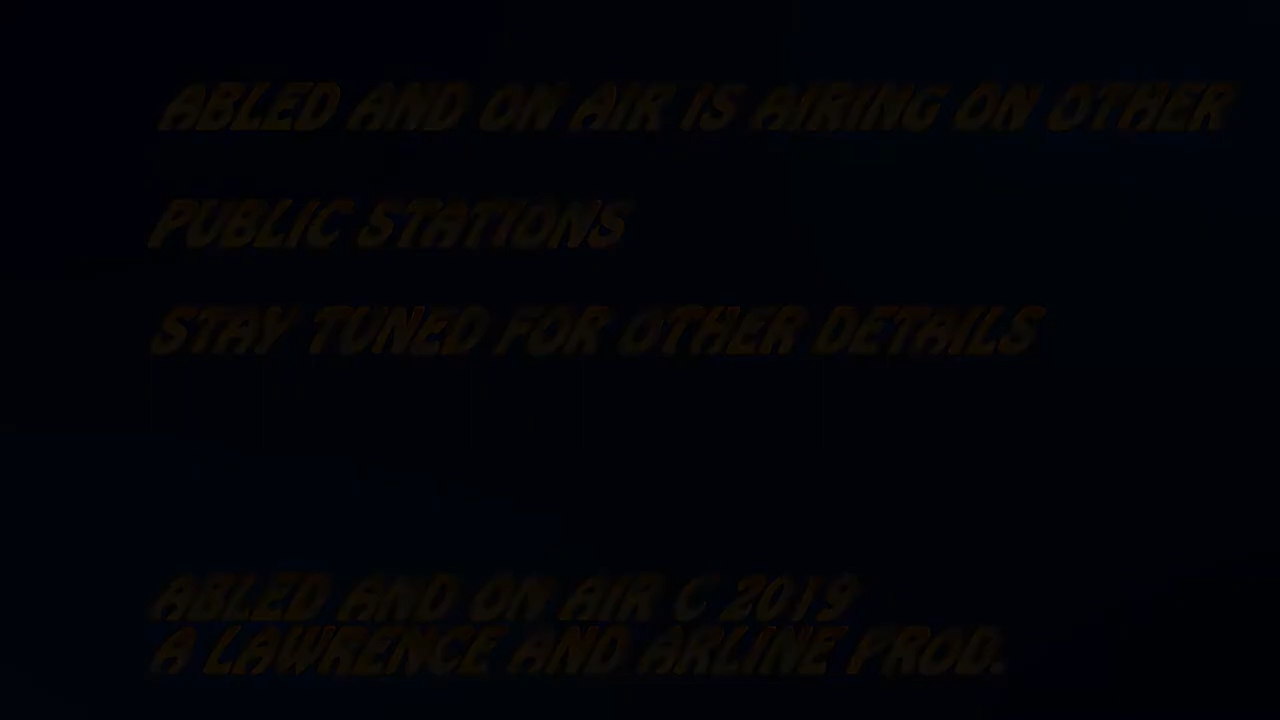 ABLED AND ON AIR IS AIRING ON OTHER
PUBLIC STATIONS
STAY TUNED FOR OTHER DETAILS
ABLED AND ON AIR C 2019
A LAWRENCE AND ARLINE PROD.